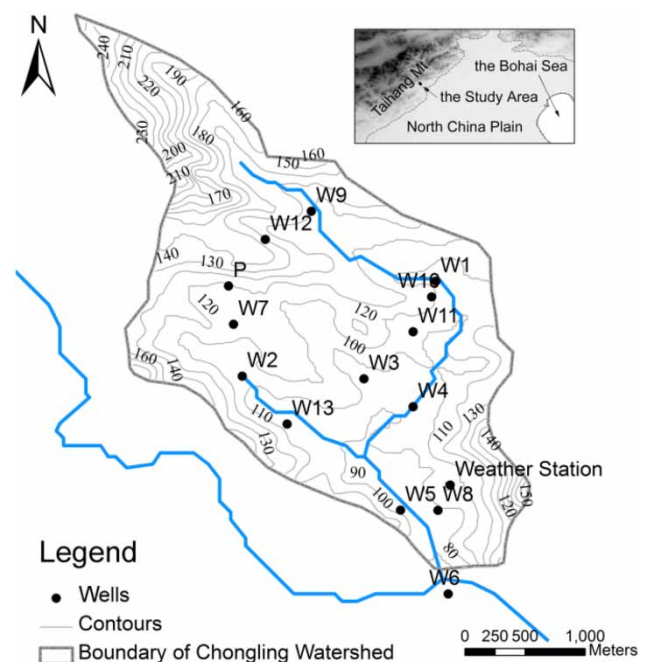 N
240
210
220
190
160
230
180
200
210
170
150
160
Taihang Mt.
the Bohai Sea
the Study Area
North China Plain
W9
W12
140
130
P
W1
W10
120
W7
120
W11
100
160
140
W2
W3
W4
110
W13
130
110
130
140
90
Weather Station
100
W5
W8
120
150
80
W6
Legend
Wells
Contours
Boundary of Chongling Watershed
0 250 500 1,000
Meters